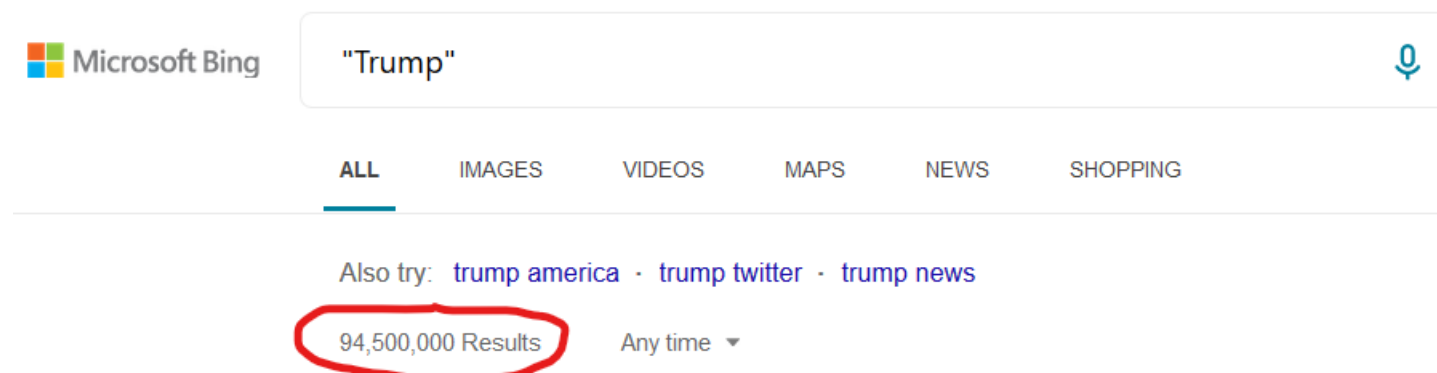 Microsoft Bing "Trump"
ALL IMAGES VIDEOS MAPS NEWS SHOPPING
Also try: trump america · trump twitter · trump news
94,500,000 Results Any time